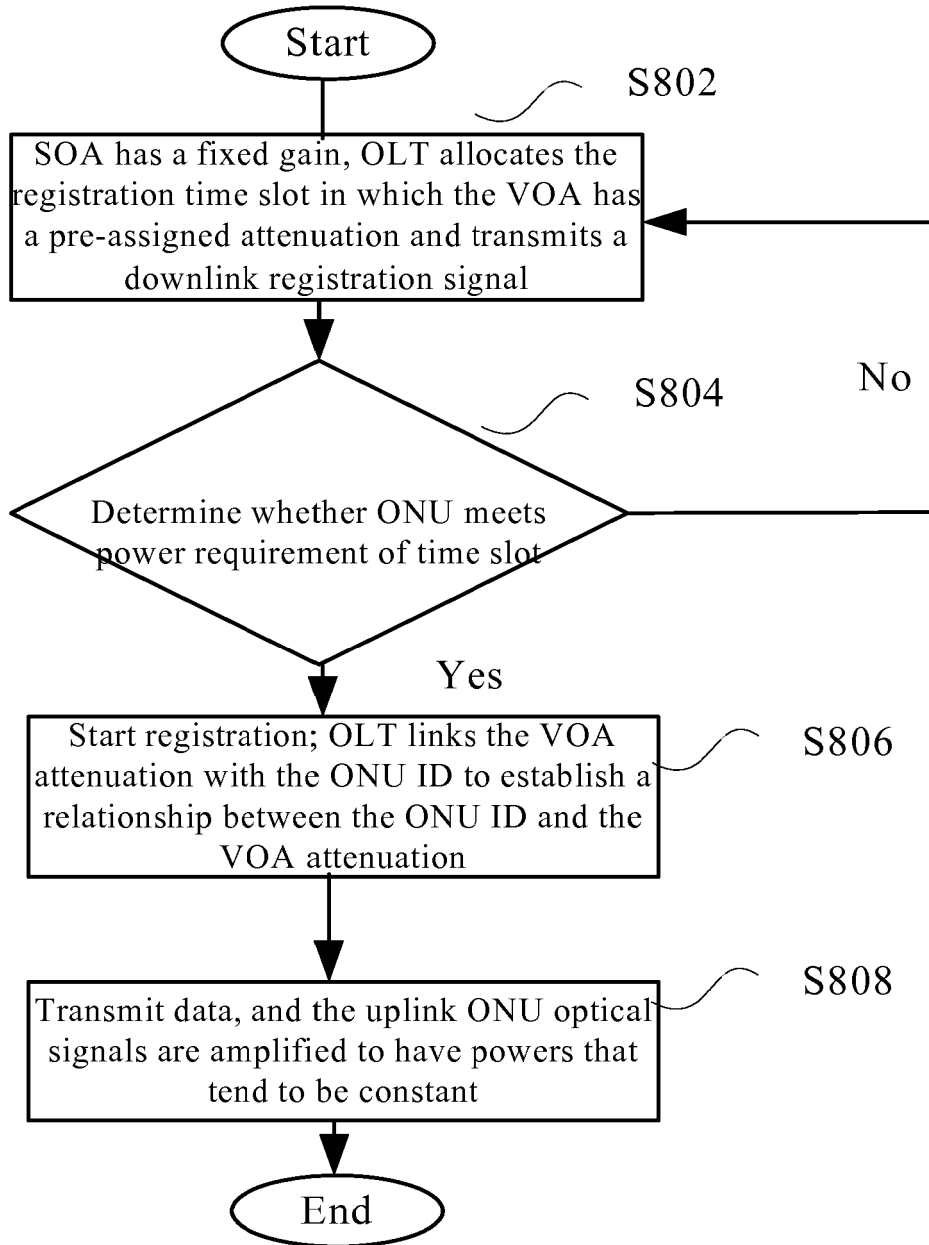 Start
S802
SOA has a fixed gain, OLT allocates the
registration time slot in which the VOA has
a pre-assigned attenuation and transmits a
downlink registration signal
No
S804
Determine whether ONU meets
power requirement of time slot
Yes
Start registration; OLT links the VOA
attenuation with the ONU ID to establish a
relationship between the ONU ID and the
VOA attenuation
S806
Transmit data, and the uplink ONU optical
signals are amplified to have powers that
tend to be constant
S808
End